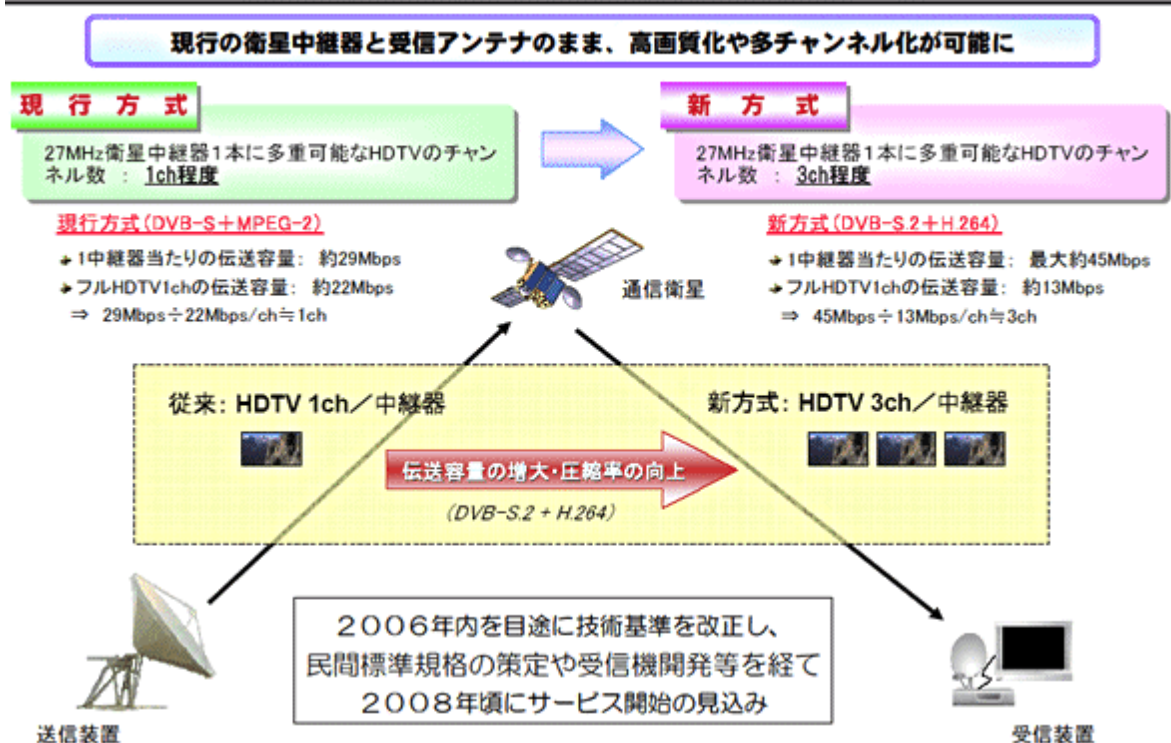 現行の衛星中継器と受信アンテナのまま、高画質化や多チャンネル化が可能に
現行方式
27MHz衛星中継器1本に多重可能なHDTVのチャン
ネル数 : 1ch程度
現行方式(DVB-S+MPEG-2)
1中継器当たりの伝送容量: 約29Mbps
フルHDTV1chの伝送容量: 約22Mbps
⇒ 29Mbps÷22Mbps/ch≒1ch
新方式
27MHz衛星中継器1本に多重可能なHDTVのチャン
ネル数 : 3ch程度
新方式(DVB-S.2+H.264)
1中継器当たりの伝送容量: 最大約45Mbps
フルHDTV1chの伝送容量: 約13Mbps
⇒ 45Mbps÷13Mbps/ch≒3ch
通信衛星
従来: HDTV 1ch/中継器
新方式: HDTV 3ch/中継器
伝送容量の増大・圧縮率の向上
(DVB-S.2 + H.264)
2006年内を目途に技術基準を改正し、
民間標準規格の策定や受信機開発等を経て
2008年頃にサービス開始の見込み
送信装置
受信装置